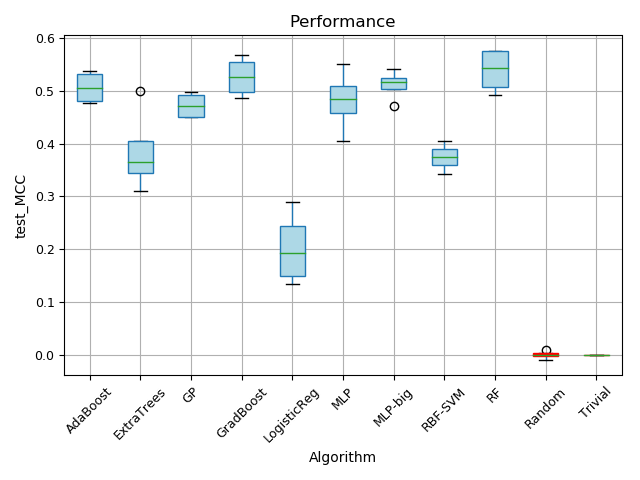 Performance
test_MCC
0.6
0.5
0.4
0.3
0.2
0.1
0.0
AdaBoost
ExtraTrees
GP
GradBoost
LogisticReg
MLP
MLP-big
RBF-SVM
RF
Random
Trivial
Algorithm